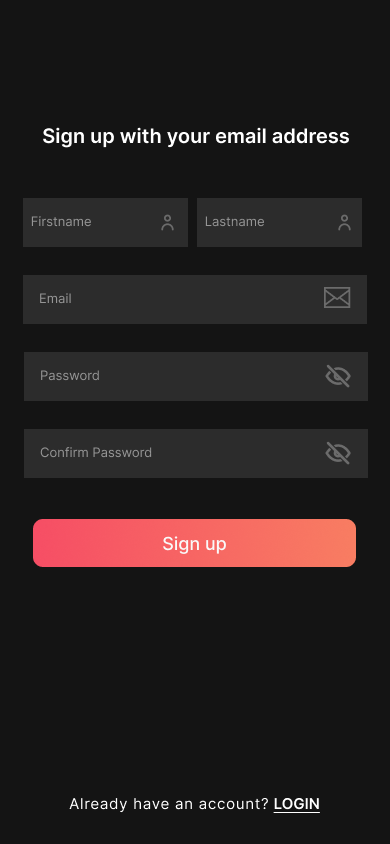 Sign up with your email address
Firstname Lastname
Email
Password
Confirm Password
Sign up
Already have an account? LOGIN